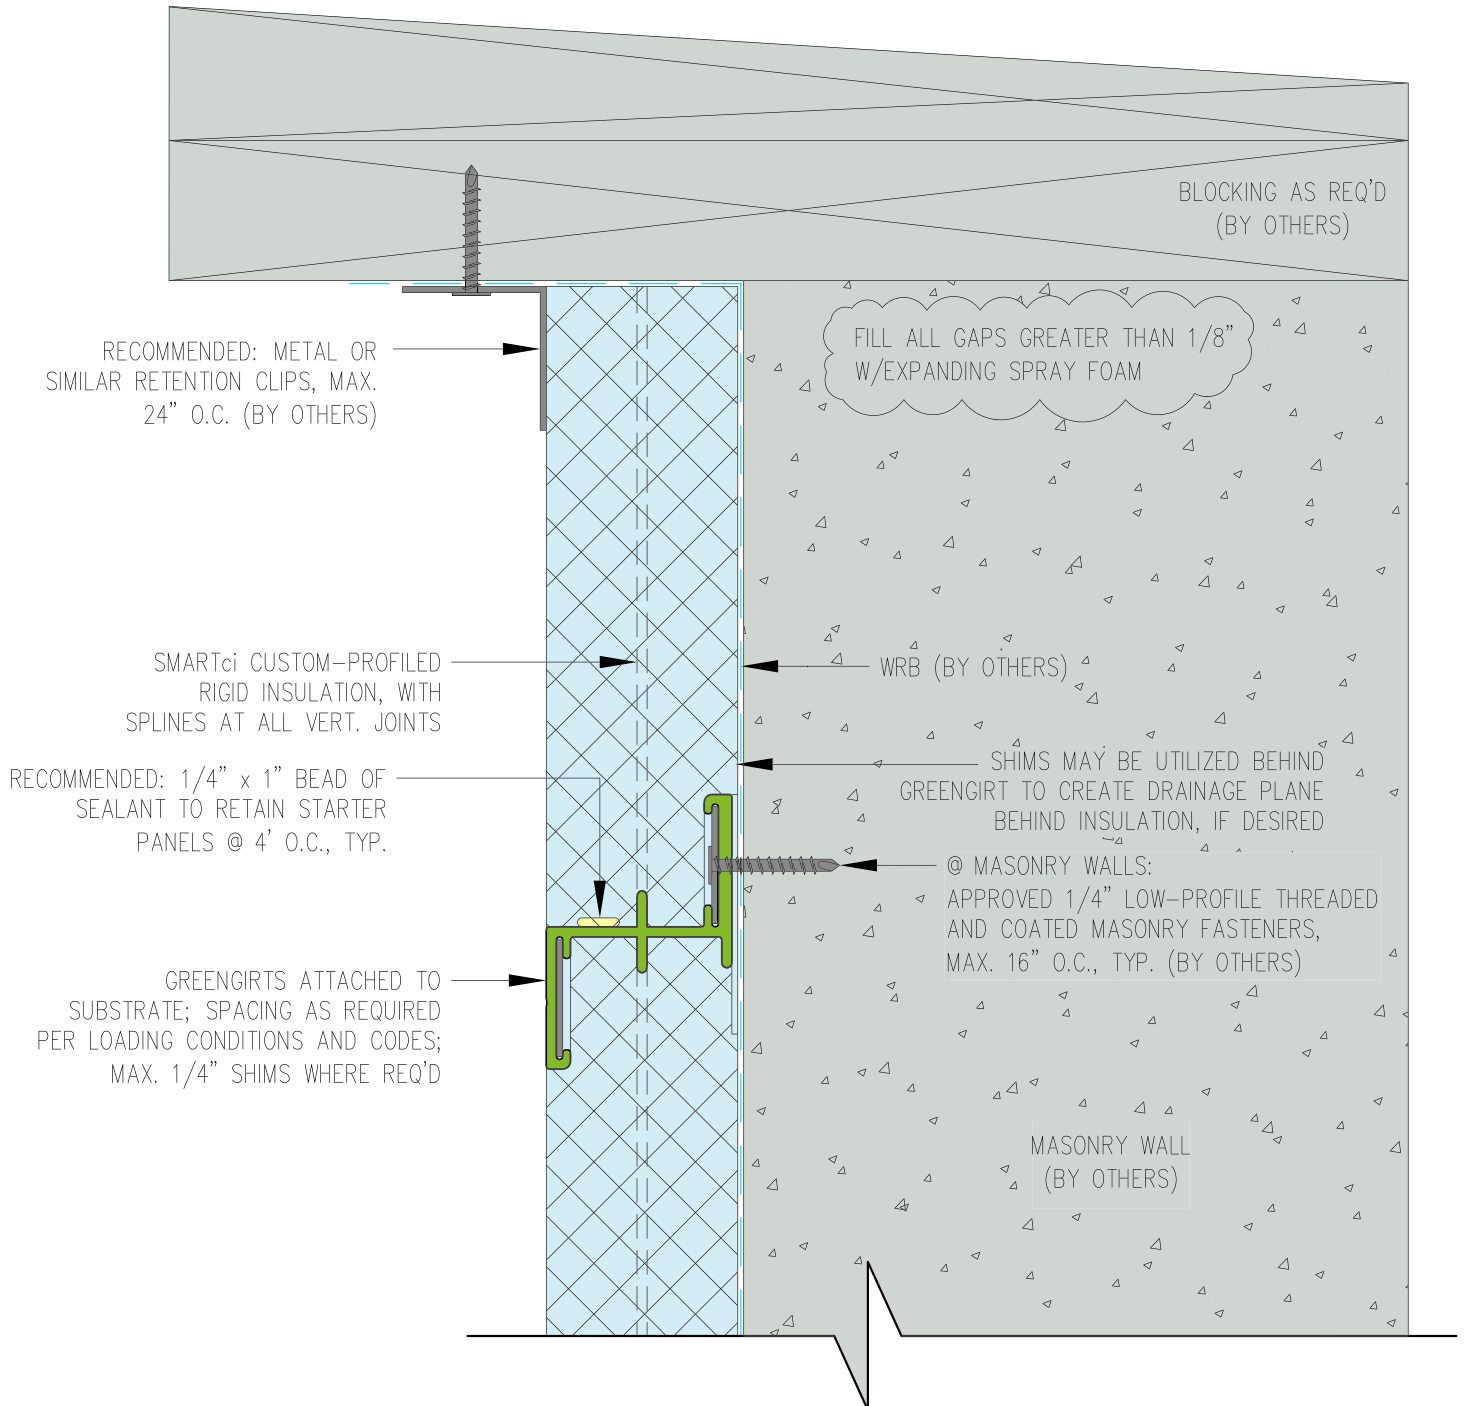 BLOCKING AS REQ'D
(BY OTHERS)
FILL ALL GAPS GREATER THAN 1/8"
W/EXPANDING SPRAY FOAM
RECOMMENDED: METAL OR
SIMILAR RETENTION CLIPS, MAX.
24" O.C. (BY OTHERS)
SMARTci CUSTOM-PROFILED
RIGID INSULATION, WITH
SPLINES AT ALL VERT. JOINTS
WRB (BY OTHERS)
RECOMMENDED: 1/4" x 1" BEAD OF
SEALANT TO RETAIN STARTER
PANELS @ 4' O.C., TYP.
SHIMS MAY BE UTILIZED BEHIND
GREENGIRT TO CREATE DRAINAGE PLANE
BEHIND INSULATION, IF DESIRED
@ MASONRY WALLS:
APPROVED 1/4" LOW-PROFILE THREADED
AND COATED MASONRY FASTENERS,
MAX. 16" O.C., TYP. (BY OTHERS)
GREENGIRTS ATTACHED TO
SUBSTRATE; SPACING AS REQUIRED
PER LOADING CONDITIONS AND CODES;
MAX. 1/4" SHIMS WHERE REQ'D
MASONRY WALL
(BY OTHERS)